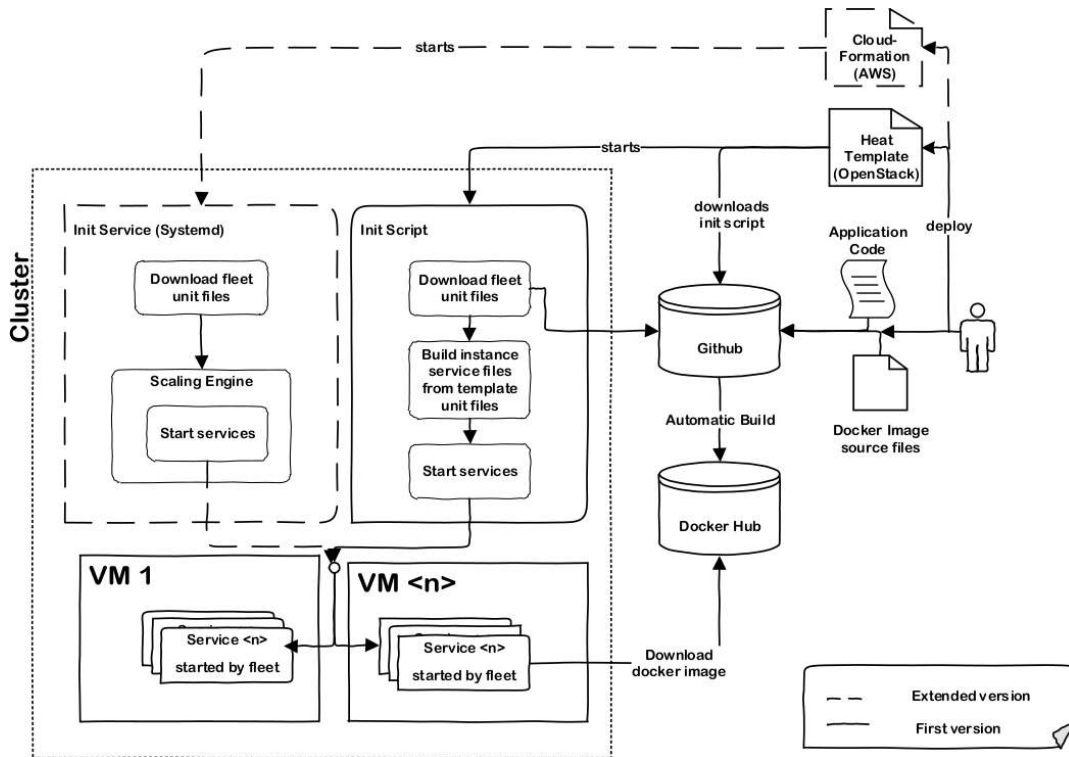 Cloud-
Formation
(AWS)
starts
Heat
Template
(OpenStack)
starts
downloads
init script
Application
Code
deploy
Cluster
Init Service (Systemd)
Download fleet
unit files
Scaling Engine
Start services
Init Script
Download fleet
unit files
Build instance
service files
from template
unit files
Start services
Github
Automatic Build
Docker Image
source files
Docker Hub
VM 1
Service <n>
started by fleet
VM <n>
Service <n>
started by fleet
Download
docker image
Extended version
First version